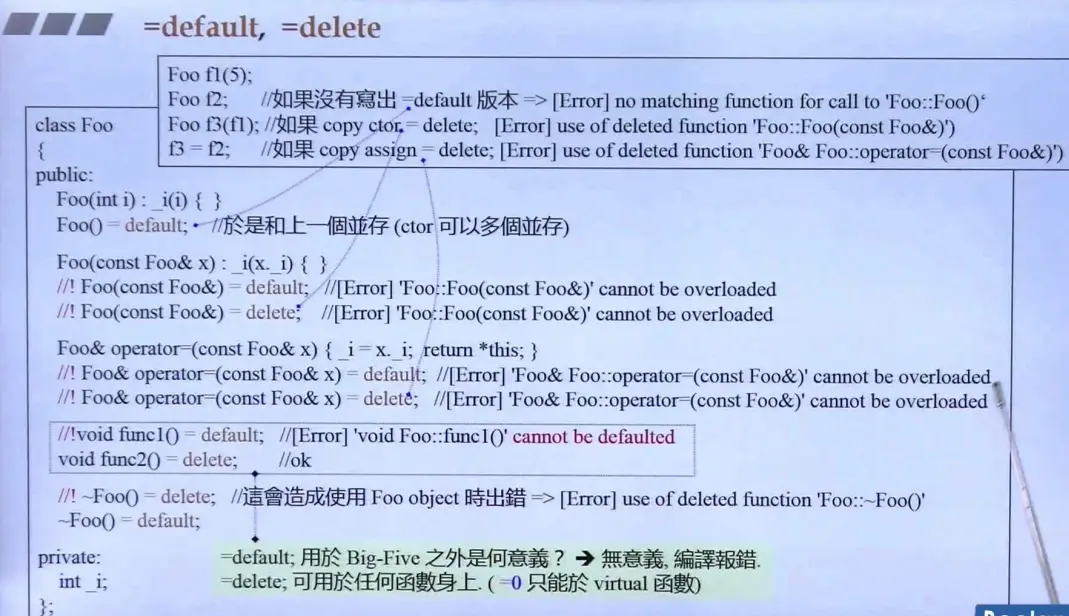 =default, =delete
Foo f1(5);
Foo f2; //如果沒有寫出 =default 版本 => [Error] no matching function for call to 'Foo::Foo()'
Foo f3(f1); //如果 copy ctor = delete; [Error] use of deleted function 'Foo::Foo(const Foo&)')
f3 = f2; //如果 copy assign = delete; [Error] use of deleted function 'Foo& Foo::operator=(const Foo&)')
class Foo
{
public:
Foo(int i) : _i(i) { }
Foo() = default; //於是和上一個並存 (ctor 可以多個並存)
Foo(const Foo& x) : _i(x._i) { }
//! Foo(const Foo&) = default; //[Error] 'Foo::Foo(const Foo&)' cannot be overloaded
//! Foo(const Foo&) = delete; //[Error] 'Foo::Foo(const Foo&)' cannot be overloaded
Foo& operator=(const Foo& x) { _i = x._i; return *this; }
//! Foo& operator=(const Foo& x) = default; //[Error] 'Foo& Foo::operator=(const Foo&)' cannot be overloaded
//! Foo& operator=(const Foo& x) = delete; //[Error] 'Foo& Foo::operator=(const Foo&)' cannot be overloaded
//!void func1() = default; //[Error] 'void Foo::func1()' cannot be defaulted
void func2() = delete; //ok
//! ~Foo() = delete; //這會造成使用 Foo object 時出錯 => [Error] use of deleted function 'Foo::~Foo()'
~Foo() = default;
private:
int _i;
};
=default; 用於 Big-Five 之外是何意義？ ➔ 無意義, 編譯報錯.
=delete; 可用於任何函數身上. ( =0 只能於 virtual 函數)